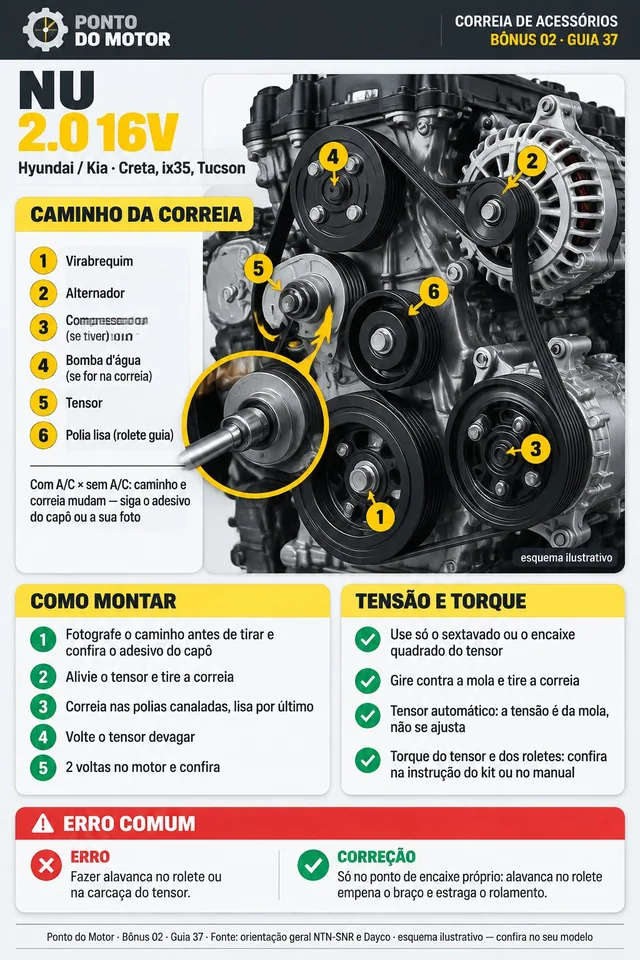 PONTO
DO MOTOR
CORREIA DE ACESSÓRIOS
BÔNUS 02 · GUIA 37
NU
2.0 16V
Hyundai / Kia · Creta, ix35, Tucson
CAMINHO DA CORREIA
1 Virabrequim
2 Alternador
3
(se tiver)
4 Bomba d'água
(se for na correia)
5 Tensor
6 Polia lisa (rolete guia)
Com A/C × sem A/C: caminho e
correia mudam — siga o adesivo
do capô ou a sua foto
4
2
5
6
3
1
esquema ilustrativo
COMO MONTAR
1 Fotografe o caminho antes de tirar e
confira o adesivo do capô
2 Alivie o tensor e tire a correia
3 Correia nas polias canaladas, lisa por último
4 Volte o tensor devagar
5 2 voltas no motor e confira
TENSÃO E TORQUE
Use só o sextavado ou o encaixe
quadrado do tensor
Gire contra a mola e tire a correia
Tensor automático: a tensão é da mola,
não se ajusta
Torque do tensor e dos roletes: confira
na instrução do kit ou no manual
ERRO COMUM
ERRO
Fazer alavanca no rolete ou
na carcaça do tensor.
CORREÇÃO
Só no ponto de encaixe próprio: alavanca no rolete
empena o braço e estraga o rolamento.
Ponto do Motor · Bônus 02 · Guia 37 · Fonte: orientação geral NTN-SNR e Dayco · esquema ilustrativo — confira no seu modelo